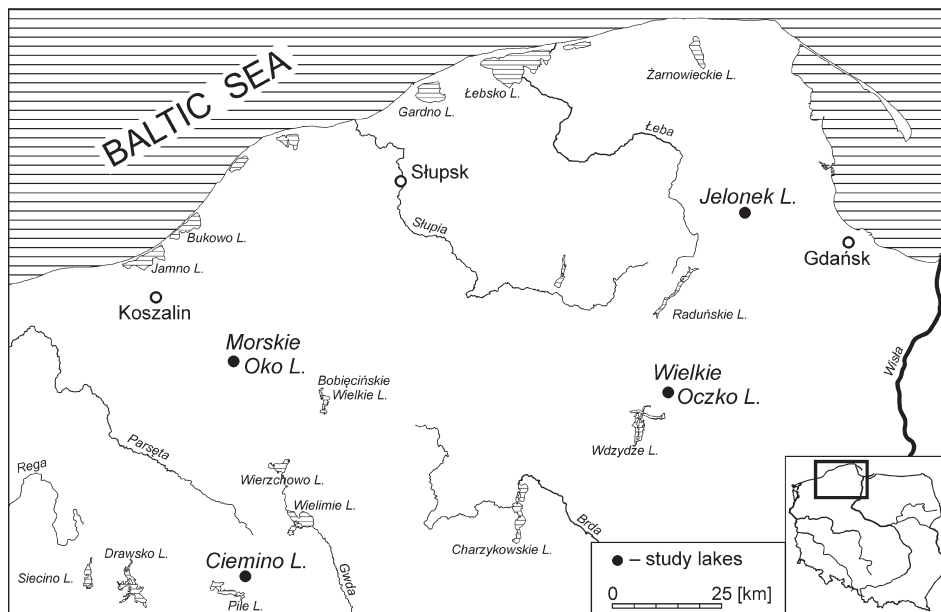 BALTIC SEA
Żarnowieckie L.
Łebsko L.
Gardno L.
Łeba
Słupsk
Jelonek L.
Słupia
Bukowo L.
Gdańsk
Jamno L.
Koszalin
Raduńskie L.
Morskie
Oko L.
Wisła
Bobięcińskie
Wielkie L.
Wielkie
Oczko L.
Parsęta
Wdzydze L.
Rega
Wierzchowo L.
Wielimie L.
Brda
Charzykowskie L.
Drawsko L.
Ciemino L.
Siecino L.
Gwda
Pile L.
– study lakes
0 25 [km]